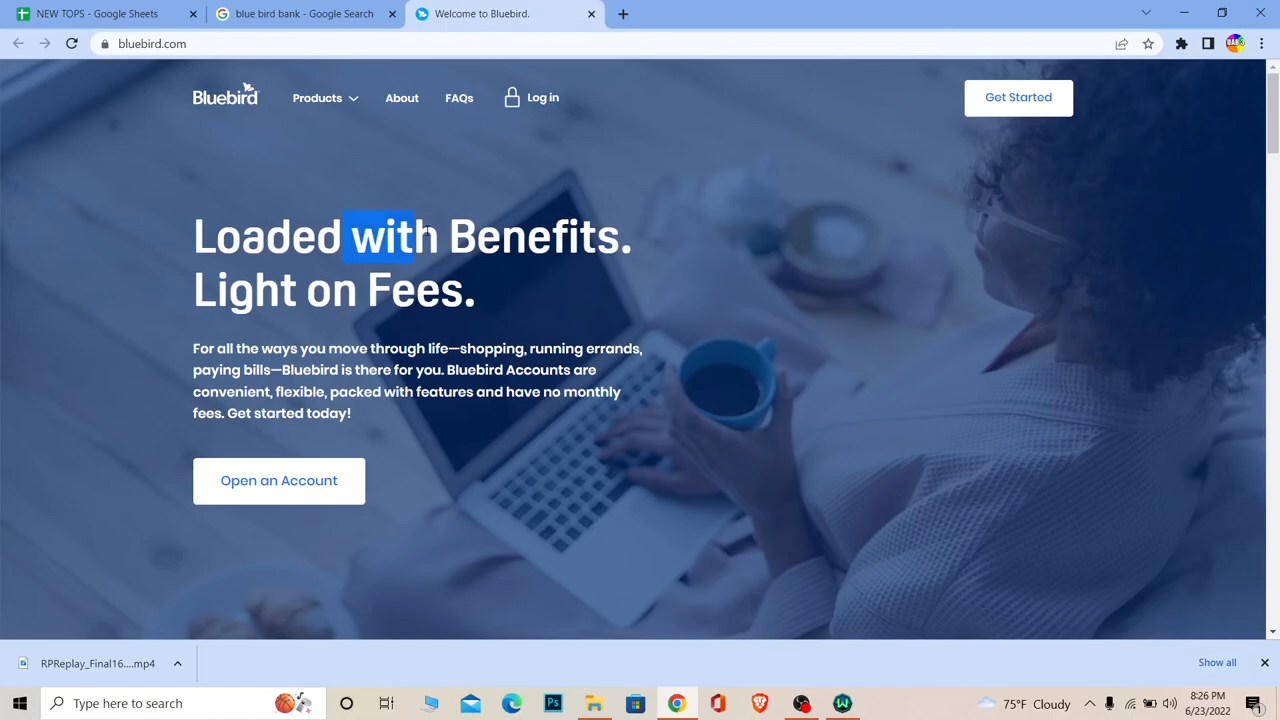 NEW TOPS - Google Sheets
blue bird bank - Google Search
Welcome to Bluebird.
bluebird.com
Bluebird
Products
About
FAQs
Log in
Get Started
Loaded with Benefits.
Light on Fees.
For all the ways you move through life—shopping, running errands,
paying bills—Bluebird is there for you. Bluebird Accounts are
convenient, flexible, packed with features and have no monthly
fees. Get started today!
Open an Account
RPReplay_Final16....mp4
Show all
Type here to search
Ps
75°F Cloudy
8:26 PM
6/23/2022
1